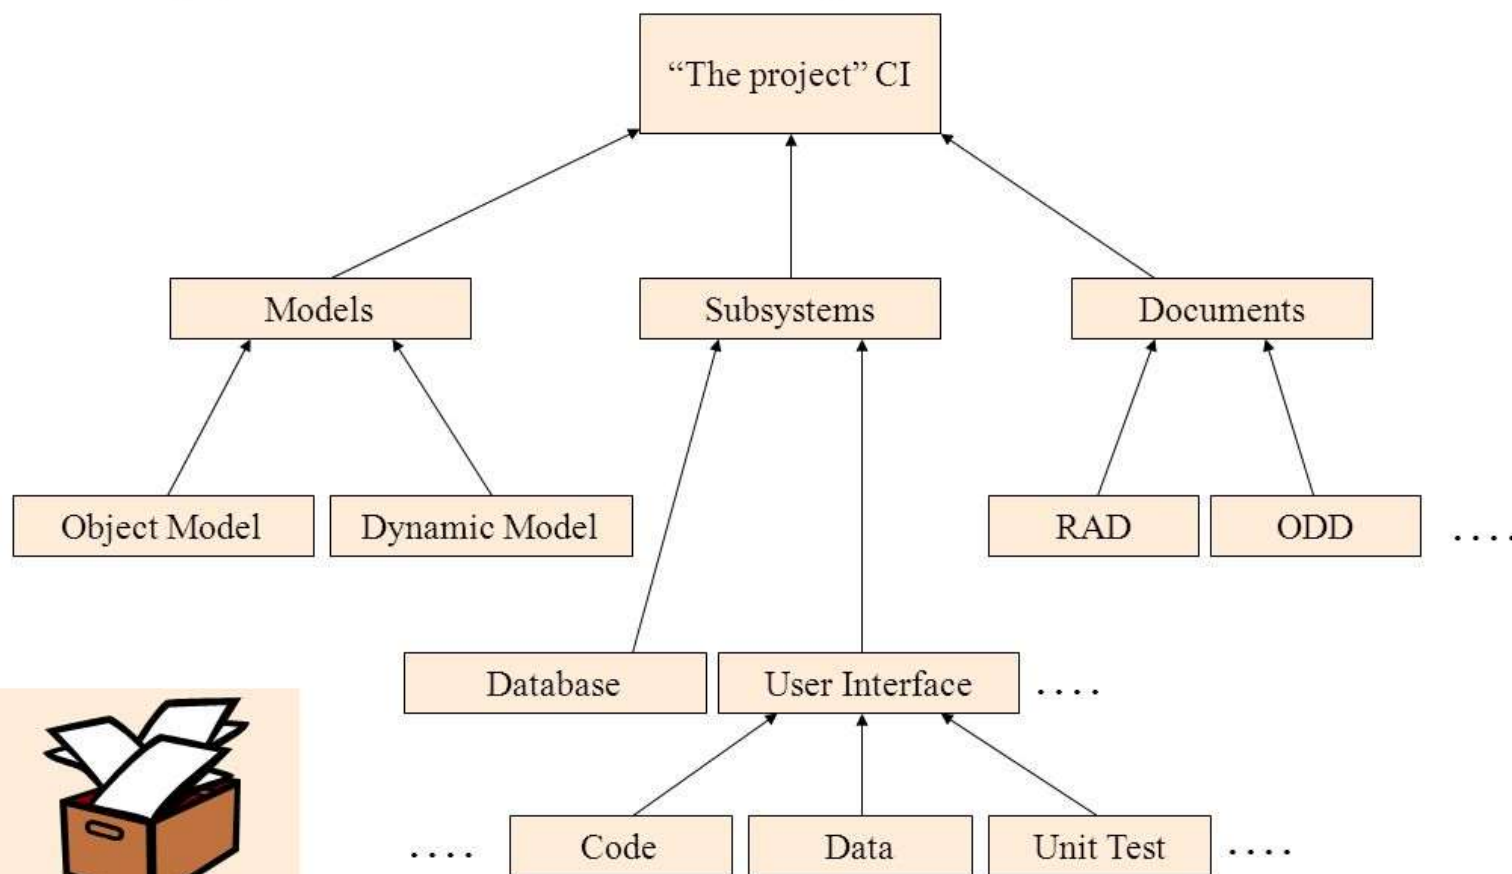 “The project” CI
Models
Subsystems
Documents
Object Model
Dynamic Model
RAD
ODD
....
Database
User Interface
....
....
Code
Data
Unit Test
....